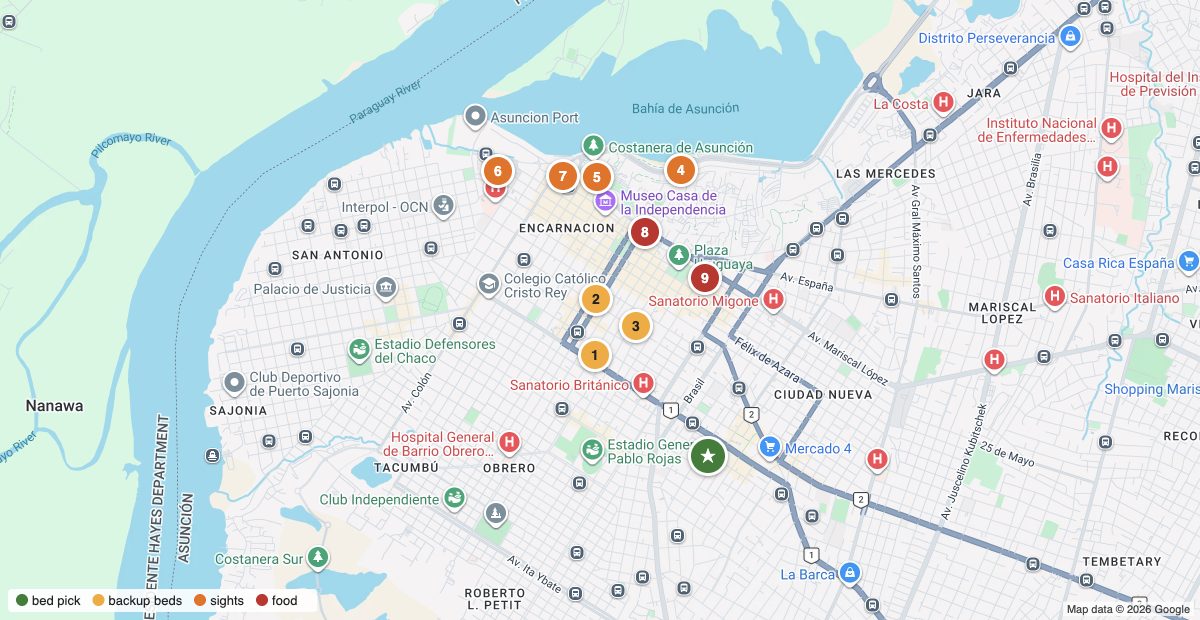 Distrito Perseverancia
Hospital del Ins
de Previsión
JARA
La Costa
Paraguay River
Bahía de Asunción
Asuncion Port
Instituto Nacional
de Enfermedades...
Pilcomayo River
Costanera de Asunción
4
6
7
5
LAS MERCEDES
Av. Brasilia
Av Gral Máximo Santos
Museo Casa de
la Independencia
Interpol - OCN
ENCARNACION
8
SAN ANTONIO
Plaza
9
Casa Rica España
Colegio Católico
Cristo Rey
Av. España
Palacio de Justicia
2
Sanatorio Migone
Sanatorio Italiano
MARISCAL
LOPEZ
3
Estadio Defensores
del Chaco
1
Félix de Azara
Av. Mariscal López
Club Deportivo
de Puerto Sajonia
Av. Colón
Sanatorio Británico
Brasil
CIUDAD NUEVA
Shopping Maris
Nanawa
SAJONIA
1
2
Av. Juscelino Kubitschek
Hospital General
de Barrio Obrero...
Estadio Gene
Pablo Rojas
Mercado 4
25 de Mayo
RECO
TACUMBÚ
OBRERO
Club Independiente
2
ENTE HAYES DEPARTMENT
ASUNCIÓN
Costanera Sur
Av. Ita Ybate
1
La Barca
TEMBETARY
ROBERTO
L. PETIT
bed pick
backup beds
sights
food
Map data © 2026 Google